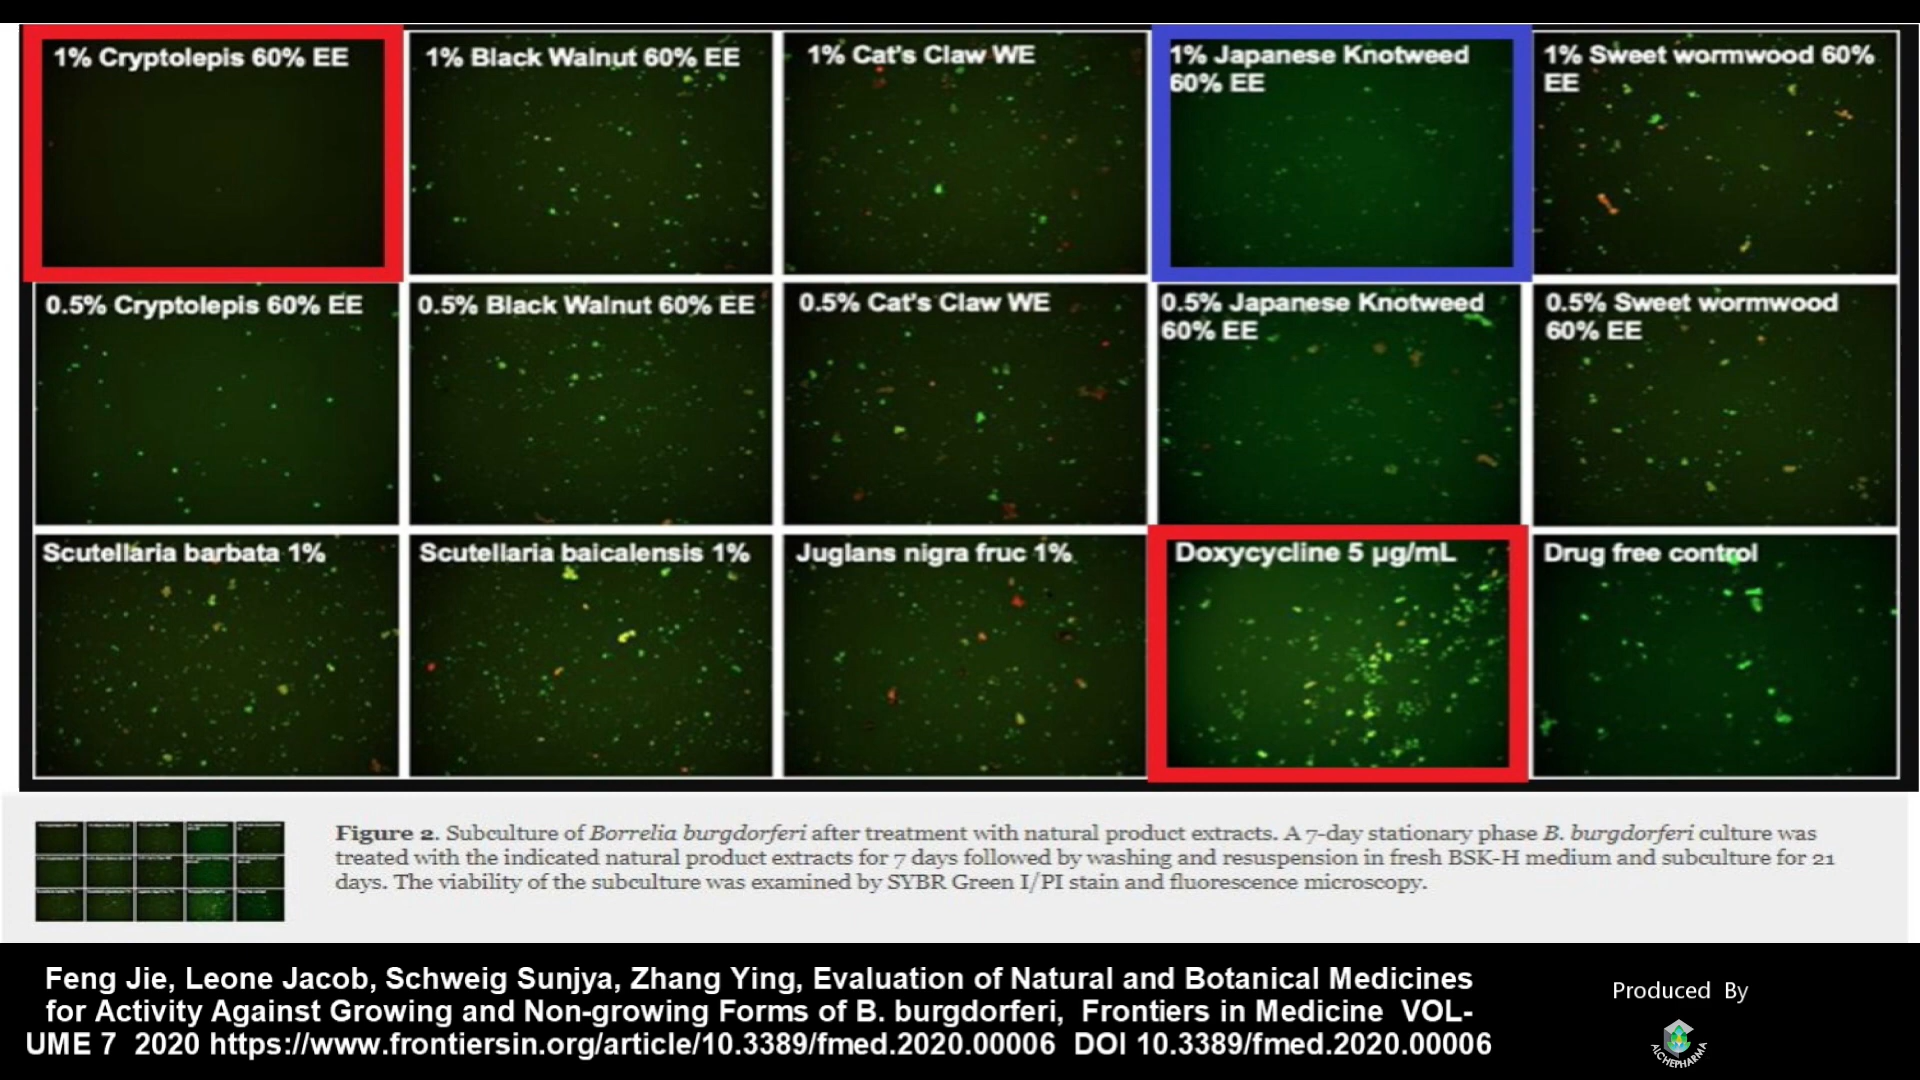 1% Cryptolepis 60% EE
1% Black Walnut 60% EE
1% Cat's Claw WE
1% Japanese Knotweed
60% EE
1% Sweet wormwood 60%
EE
0.5% Cryptolepis 60% EE
0.5% Black Walnut 60% EE
0.5% Cat's Claw WE
0.5% Japanese Knotweed
60% EE
0.5% Sweet wormwood
60% EE
Scutellaria barbata 1%
Scutellaria baicalensis 1%
Juglans nigra fruc 1%
Doxycycline 5 µg/mL
Drug free control
Figure 2. Subculture of Borrelia burgdorferi after treatment with natural product extracts. A 7-day stationary phase B. burgdorferi culture was
treated with the indicated natural product extracts for 7 days followed by washing and resuspension in fresh BSK-H medium and subculture for 21
days. The viability of the subculture was examined by SYBR Green I/PI stain and fluorescence microscopy.
Feng Jie, Leone Jacob, Schweig Sunjya, Zhang Ying, Evaluation of Natural and Botanical Medicines
for Activity Against Growing and Non-growing Forms of B. burgdorferi, Frontiers in Medicine VOL-
UME 7 2020 https://www.frontiersin.org/article/10.3389/fmed.2020.00006 DOI 10.3389/fmed.2020.00006
Produced By
AICHEPHARMA